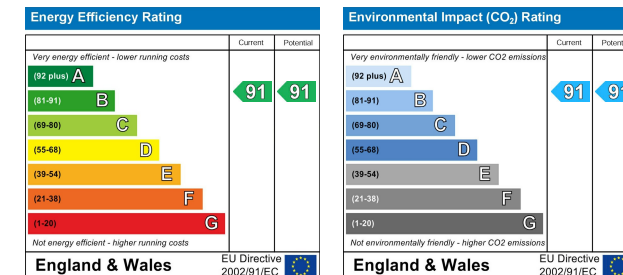 Energy Efficiency Rating
Current Potential
Very energy efficient - lower running costs
(92 plus) A
(81-91) B
91 91
(69-80) C
(55-68) D
(39-54) E
(21-38) F
(1-20) G
Not energy efficient - higher running costs
England & Wales
EU Directive
2002/91/EC
Environmental Impact (CO₂) Rating
Current Potent
Very environmentally friendly - lower CO2 emissions
(92 plus) A
(81-91) B
91 91
(69-80) C
(55-68) D
(39-54) E
(21-38) F
(1-20) G
Not environmentally friendly - higher CO2 emissions
England & Wales
EU Directive
2002/91/EC